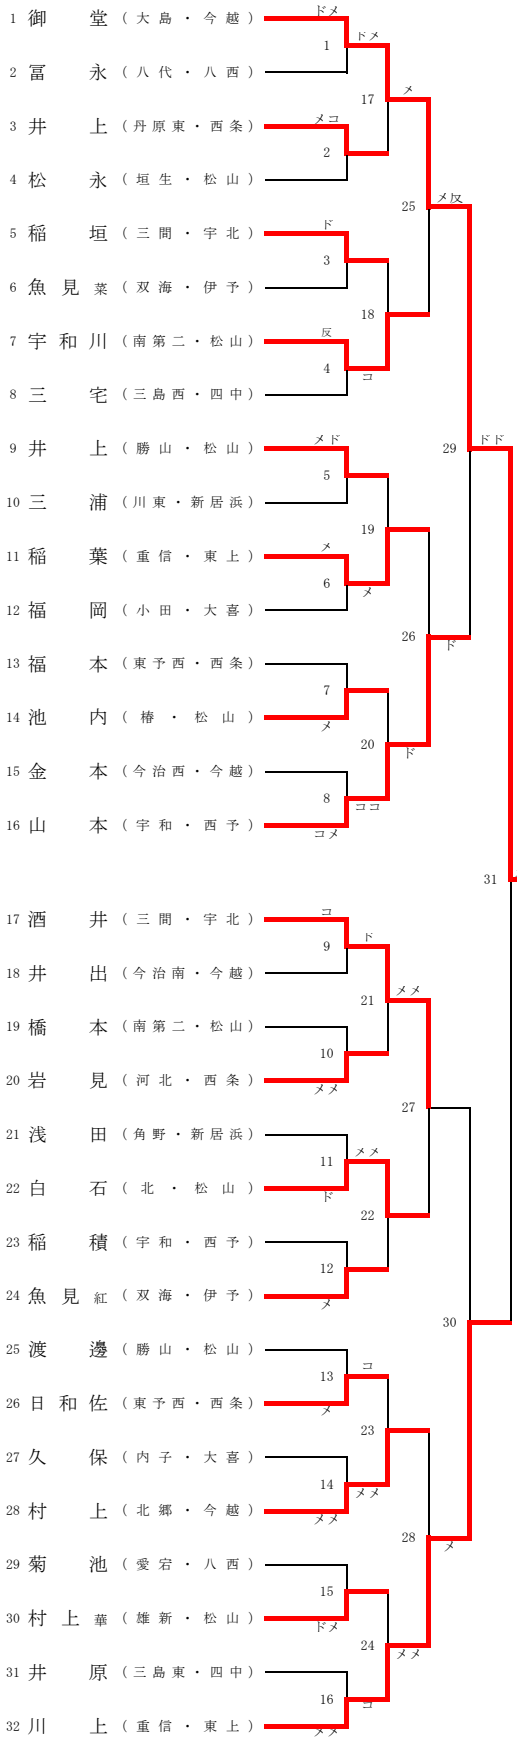 ドメ
1 御堂 (大島・今越)
1
ドメ
2 冨永 (八代・八西)
17
メ
メコ
3 井上 (丹原東・西条)
2
4 松永 (垣生・松山)
25
メ反
ド
5 稲垣 (三間・宇北)
3
6 魚見菜 (双海・伊予)
18
反
7 宇和川 (南第二・松山)
4
コ
8 三宅 (三島西・四中)
メド
9 井上 (勝山・松山)
29
ドド
5
10 三浦 (川東・新居浜)
19
メ
11 稲葉 (重信・東上)
6
メ
12 福岡 (小田・大喜)
26
ド
13 福本 (東予西・西条)
7
14 池内 (椿・松山)
メ
20
ド
15 金本 (今治西・今越)
8
ココ
16 山本 (宇和・西予)
コメ
31
コ
17 酒井 (三間・宇北)
9
ド
18 井出 (今治南・今越)
21
メメ
19 橋本 (南第二・松山)
10
20 岩見 (河北・西条)
メメ
27
21 浅田 (角野・新居浜)
11
メメ
22 白石 (北・松山)
ド
22
23 稲積 (宇和・西予)
12
24 魚見紅 (双海・伊予)
メ
30
25 渡邊 (勝山・松山)
13
コ
26 日和佐 (東予西・西条)
メ
23
27 久保 (内子・大喜)
14
メメ
28 村上 (北郷・今越)
メメ
28
メ
29 菊池 (愛宕・八西)
15
30 村上華 (雄新・松山)
ドメ
24
メメ
31 井原 (三島東・四中)
16
コ
32 川上 (重信・東上)
メメ